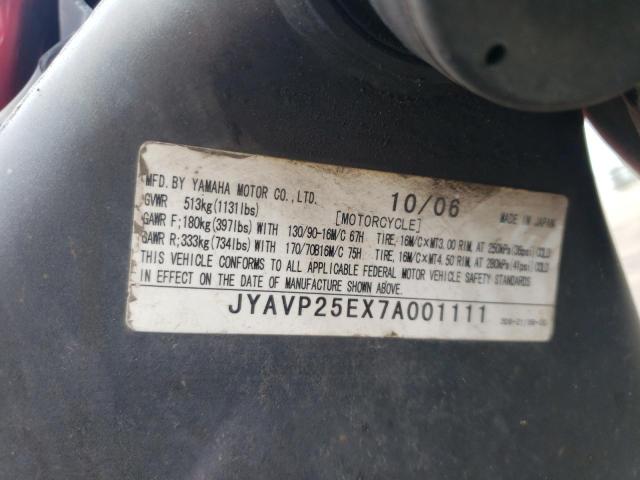 MFD.BY YAMAHA MOTOR CO.,LTD. 10/06 MADE IN JAPAN
GVWR 513kg(1131lbs) [MOTORCYCLE]
GAWR F;180kg(397lbs)WITH 130/90-16M/C 67H TIRE, 16M/C×MT3.00 RIM, AT 250kPa(36psi)COLD
GAWR R;333kg(734lbs)WITH 170/70B16M/C 75H TIRE, 16M/C×MT4.50 RIM, AT 280kPa(41psi)COLD
THIS VEHICLE CONFORMS TO ALL APPLICABLE FEDERAL MOTOR VEHICLE SAFETY STANDARDS
IN EFFECT ON THE DATE OF MANUFACTURE SHOWN ABOVE.
JYAVP25EX7A001111